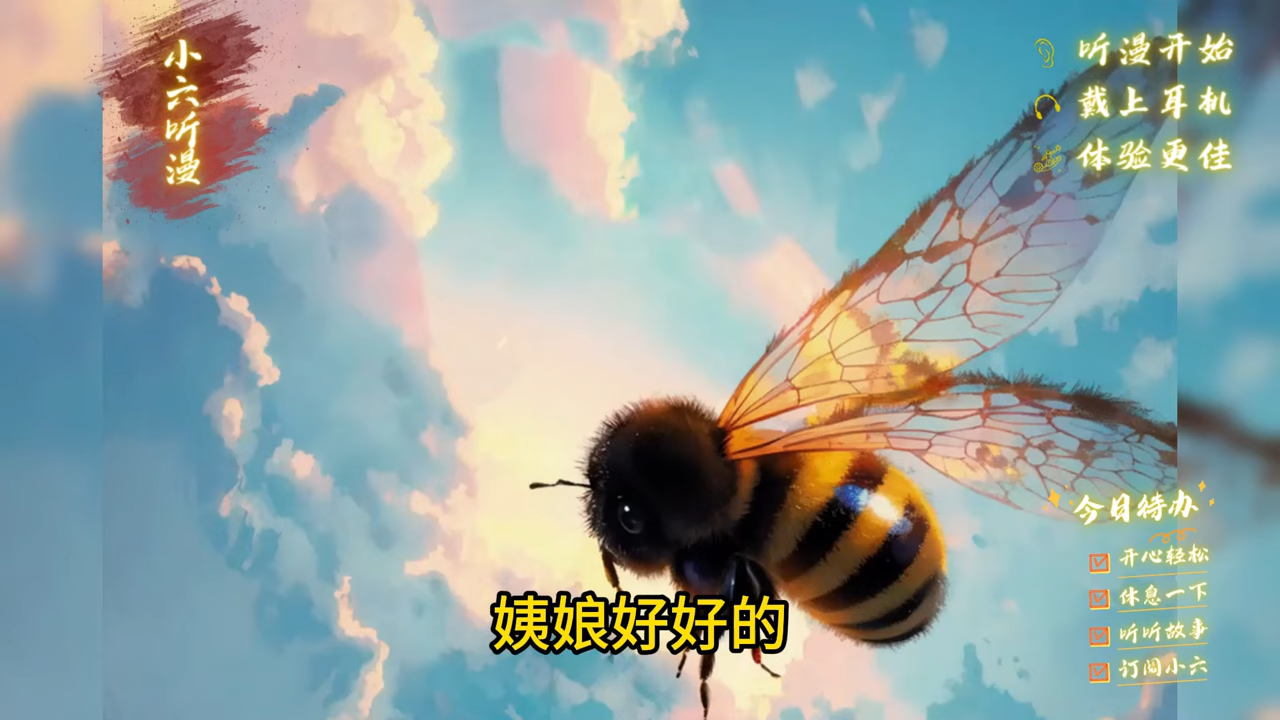 小六听漫
听漫开始
戴上耳机
体验更佳
今日待办
开心轻松
休息一下
听听故事
订阅小六
姨娘好好的